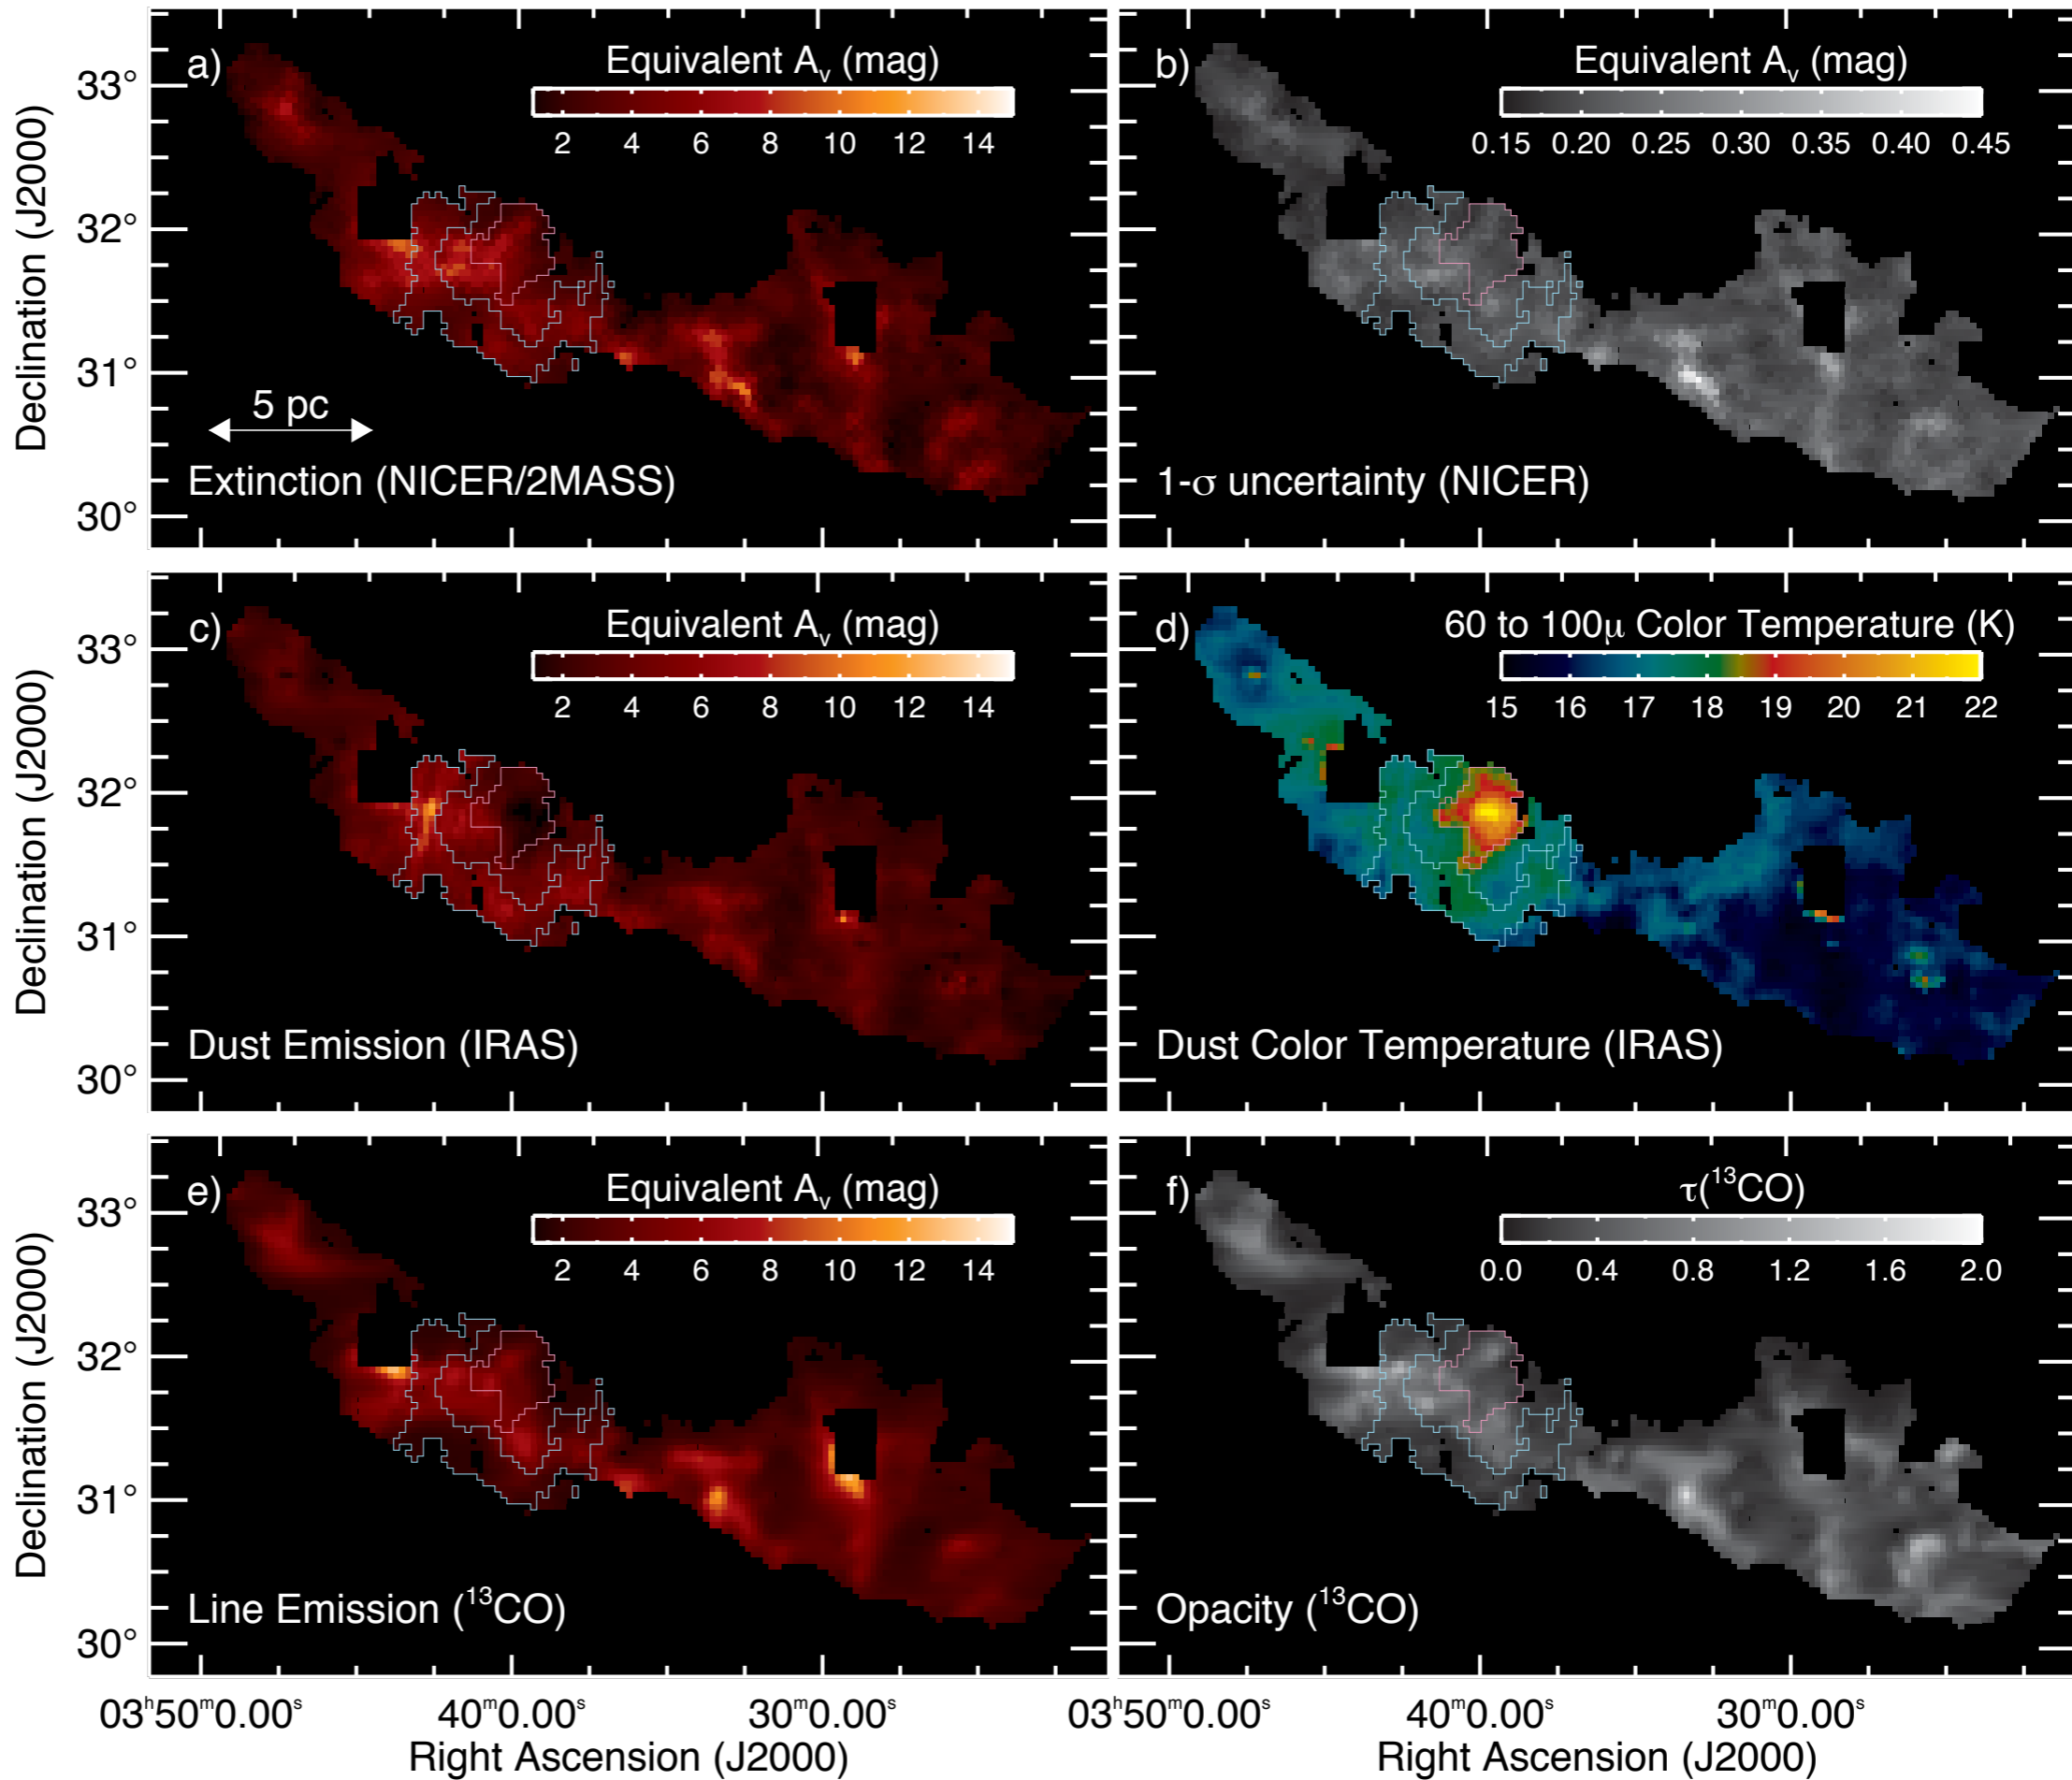 a)
Equivalent Av (mag)
2 4 6 8 10 12 14
33°
32°
31°
30°
Declination (J2000)
5 pc
Extinction (NICER/2MASS)
b)
Equivalent Av (mag)
0.15 0.20 0.25 0.30 0.35 0.40 0.45
1-σ uncertainty (NICER)
c)
Equivalent Av (mag)
2 4 6 8 10 12 14
33°
32°
31°
30°
Declination (J2000)
Dust Emission (IRAS)
d)
60 to 100μ Color Temperature (K)
15 16 17 18 19 20 21 22
Dust Color Temperature (IRAS)
e)
Equivalent Av (mag)
2 4 6 8 10 12 14
33°
32°
31°
30°
Declination (J2000)
Line Emission (¹³CO)
f)
τ(¹³CO)
0.0 0.4 0.8 1.2 1.6 2.0
Opacity (¹³CO)
03ʰ50ᵐ0.00ˢ 40ᵐ0.00ˢ 30ᵐ0.00ˢ
Right Ascension (J2000)
03ʰ50ᵐ0.00ˢ 40ᵐ0.00ˢ 30ᵐ0.00ˢ
Right Ascension (J2000)